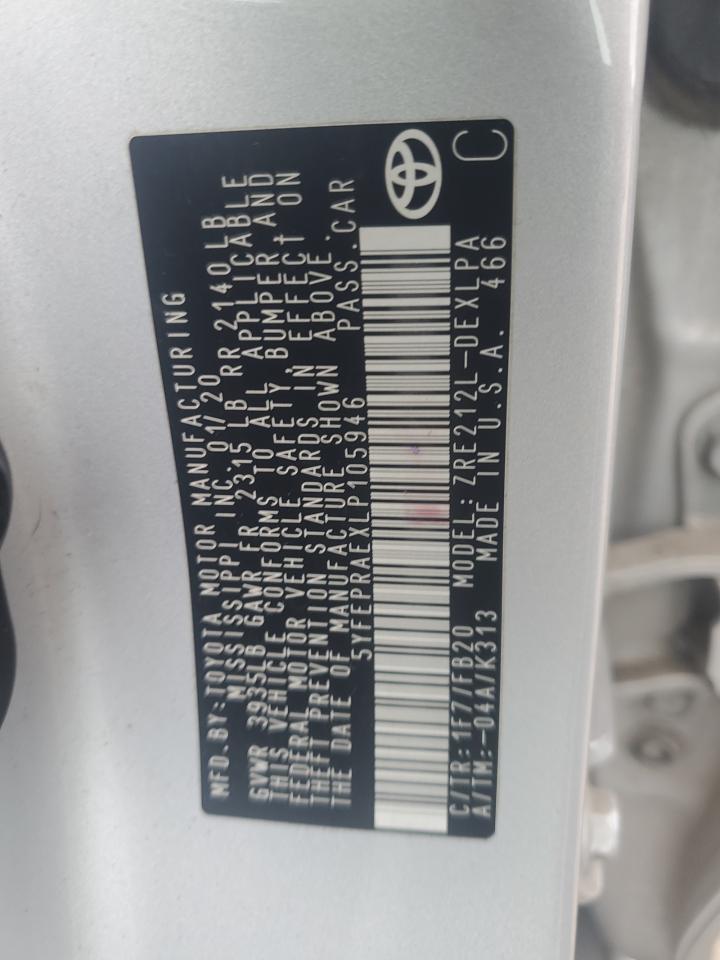 MFD.BY:TOYOTA MOTOR MANUFACTURING
MISSISSIPPI INC. 01/20
GVWR 3935LB GAWR FR 2315 LB RR 2140LB
THIS VEHICLE CONFORMS TO ALL APPLICABLE
FEDERAL MOTOR VEHICLE SAFETY, BUMPER AND
THEFT PREVENTION STANDARDS IN EFFECT ON
THE DATE OF MANUFACTURE SHOWN ABOVE.
5YFEPRAEXLP105946 PASS.CAR
C/TR:1F7/FB20 MODEL:ZRE212L-DEXLPA
A/TM:-04A/K313 MADE IN U.S.A. 466
C